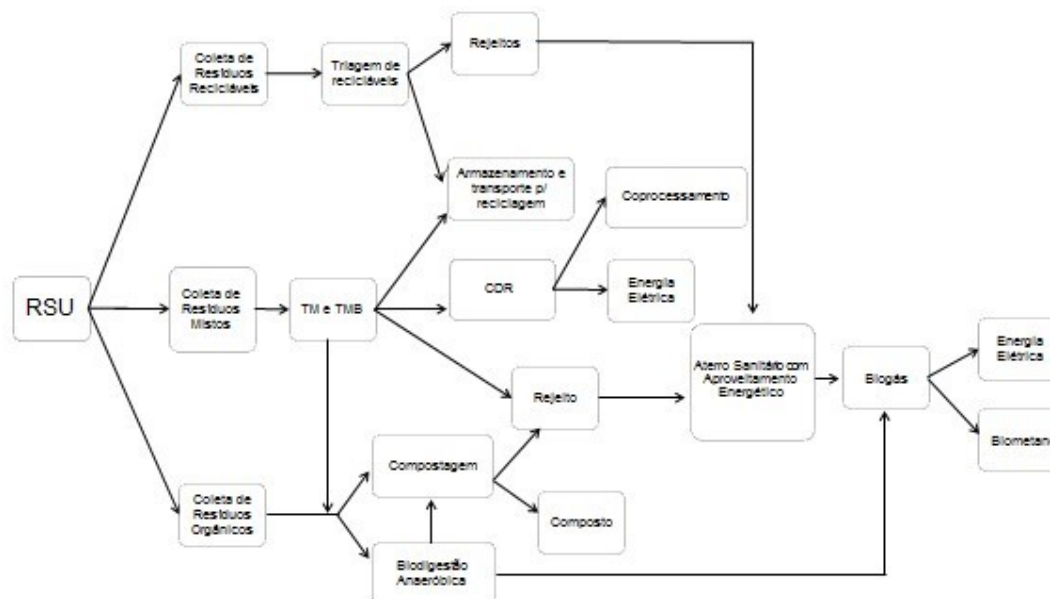 RSU
Coleta de
Resíduos
Recicláveis
Triagem de
recicláveis
Rejeitos
Armazenamento e
transporte p/
reciclagem
Coprocessamento
Coleta de
Resíduos
Mistos
TM e TMB
CDR
Energia
Elétrica
Rejeito
Aterro Sanitário com
Aproveitamento
Energético
Biogás
Energia
Elétrica
Biometano
Coleta de
Resíduos
Orgânicos
Compostagem
Composto
Biodigestão
Anaeróbica